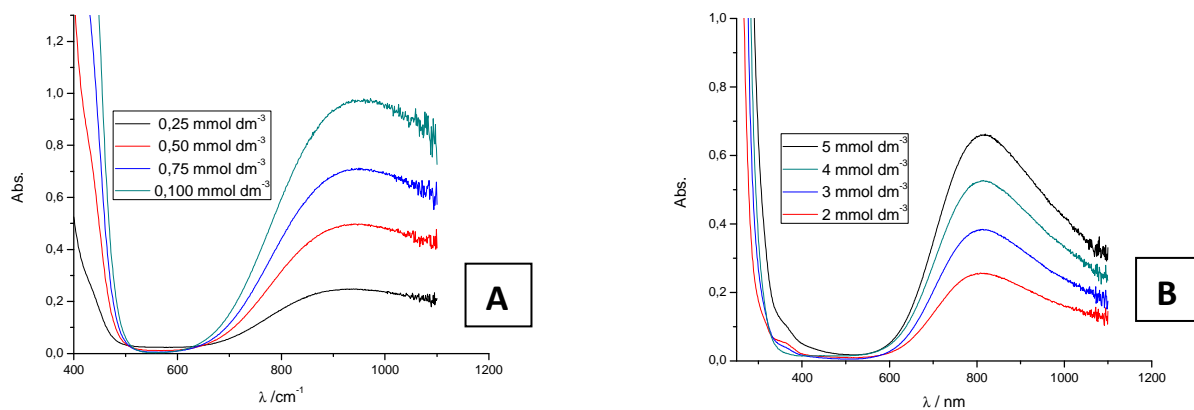 1,2
1,0
0,8
0,6
0,4
0,2
0,0
Abs.
0,25 mmol dm-3
0,50 mmol dm-3
0,75 mmol dm-3
0,100 mmol dm-3
A
400 600 800 1000 1200
λ /cm-1
1,0
0,8
0,6
0,4
0,2
0,0
Abs.
5 mmol dm-3
4 mmol dm-3
3 mmol dm-3
2 mmol dm-3
B
400 600 800 1000 1200
λ / nm